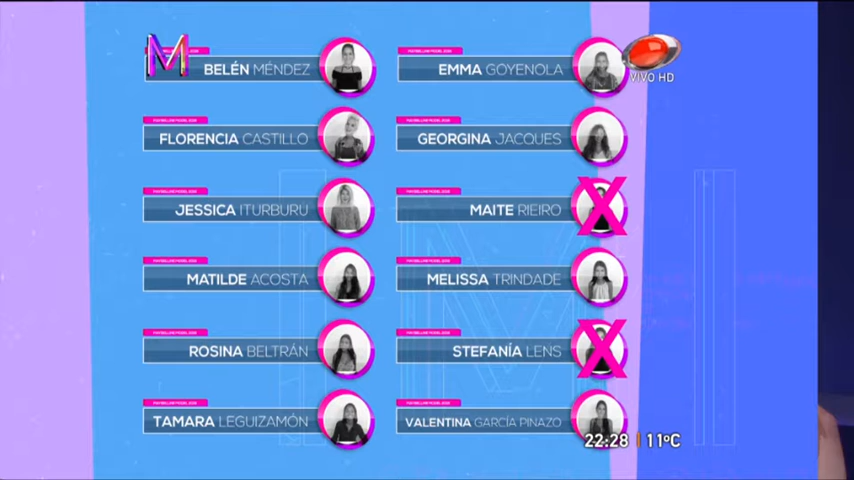 M
BELÉN MÉNDEZ
EMMA GOYENOLA
VIVO HD
FLORENCIA CASTILLO
GEORGINA JACQUES
JESSICA ITURBURU
MAITE RIEIRO
X
MATILDE ACOSTA
MELISSA TRINDADE
ROSINA BELTRÁN
STEFANÍA LENS
X
TAMARA LEGUIZAMÓN
VALENTINA GARCÍA PINAZO
22:28 11ºC